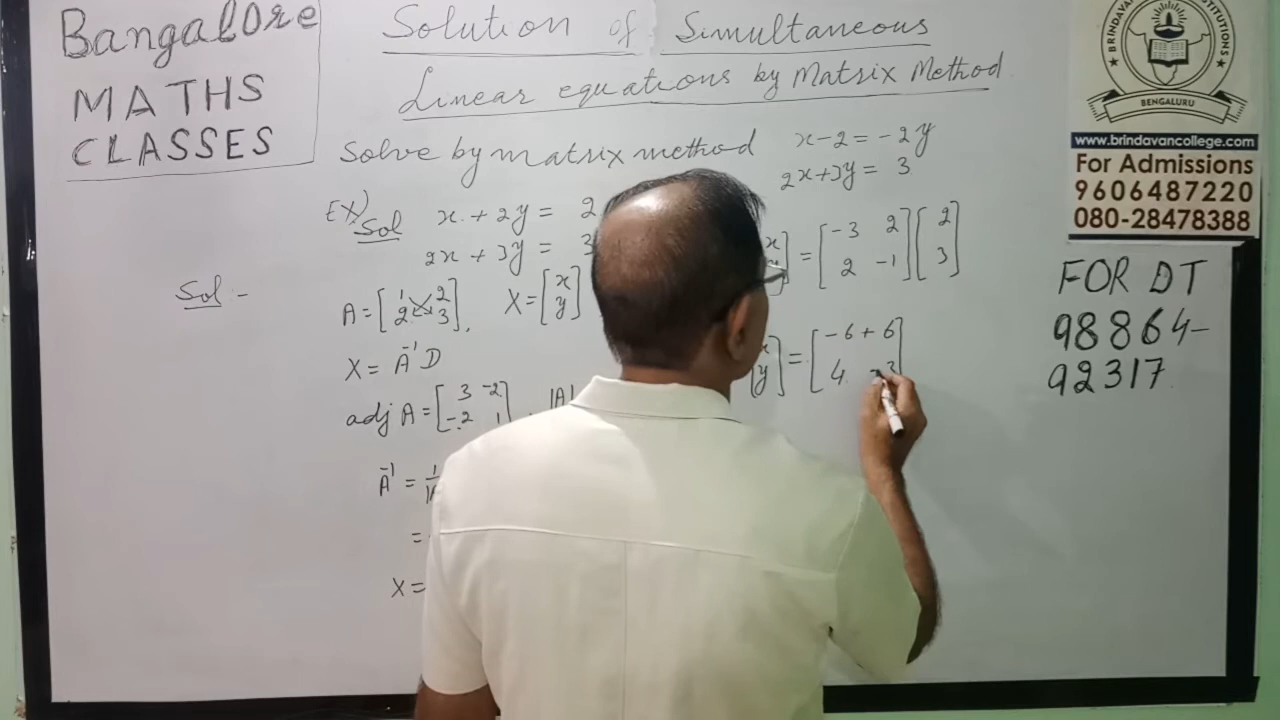 Bangalore
MATHS
CLASSES
Solution of Simultaneous
Linear equations by Matrix Method
Solve by matrix method x-2 = -2y
2x+3y = 3
Ex)
Sol x + 2y = 2
2x + 3y = 3
Sol -
A = [1 2
2 3], X = [x
y]
X = A⁻¹ D
adj A = [3 -2
-2 1] |A|
A⁻¹ = 1/
=
X =
x] = [-3 2
2 -1] [2
3]
[x
y] = [-6 + 6
4 - 3]
BRINDAVAN
INSTITUTIONS
BENGALURU
www.brindavancollege.com
For Admissions
9606487220
080-28478388
FOR DT
98864-
92317